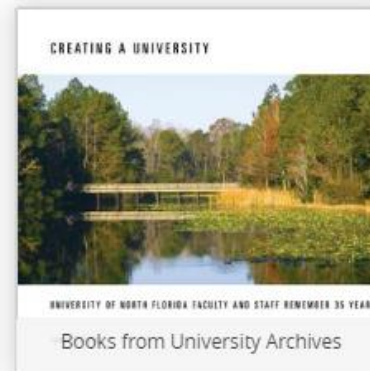 CREATING A UNIVERSITY
UNIVERSITY OF NORTH FLORIDA FACULTY AND STAFF REMEMBER 35 YEAR
Books from University Archives